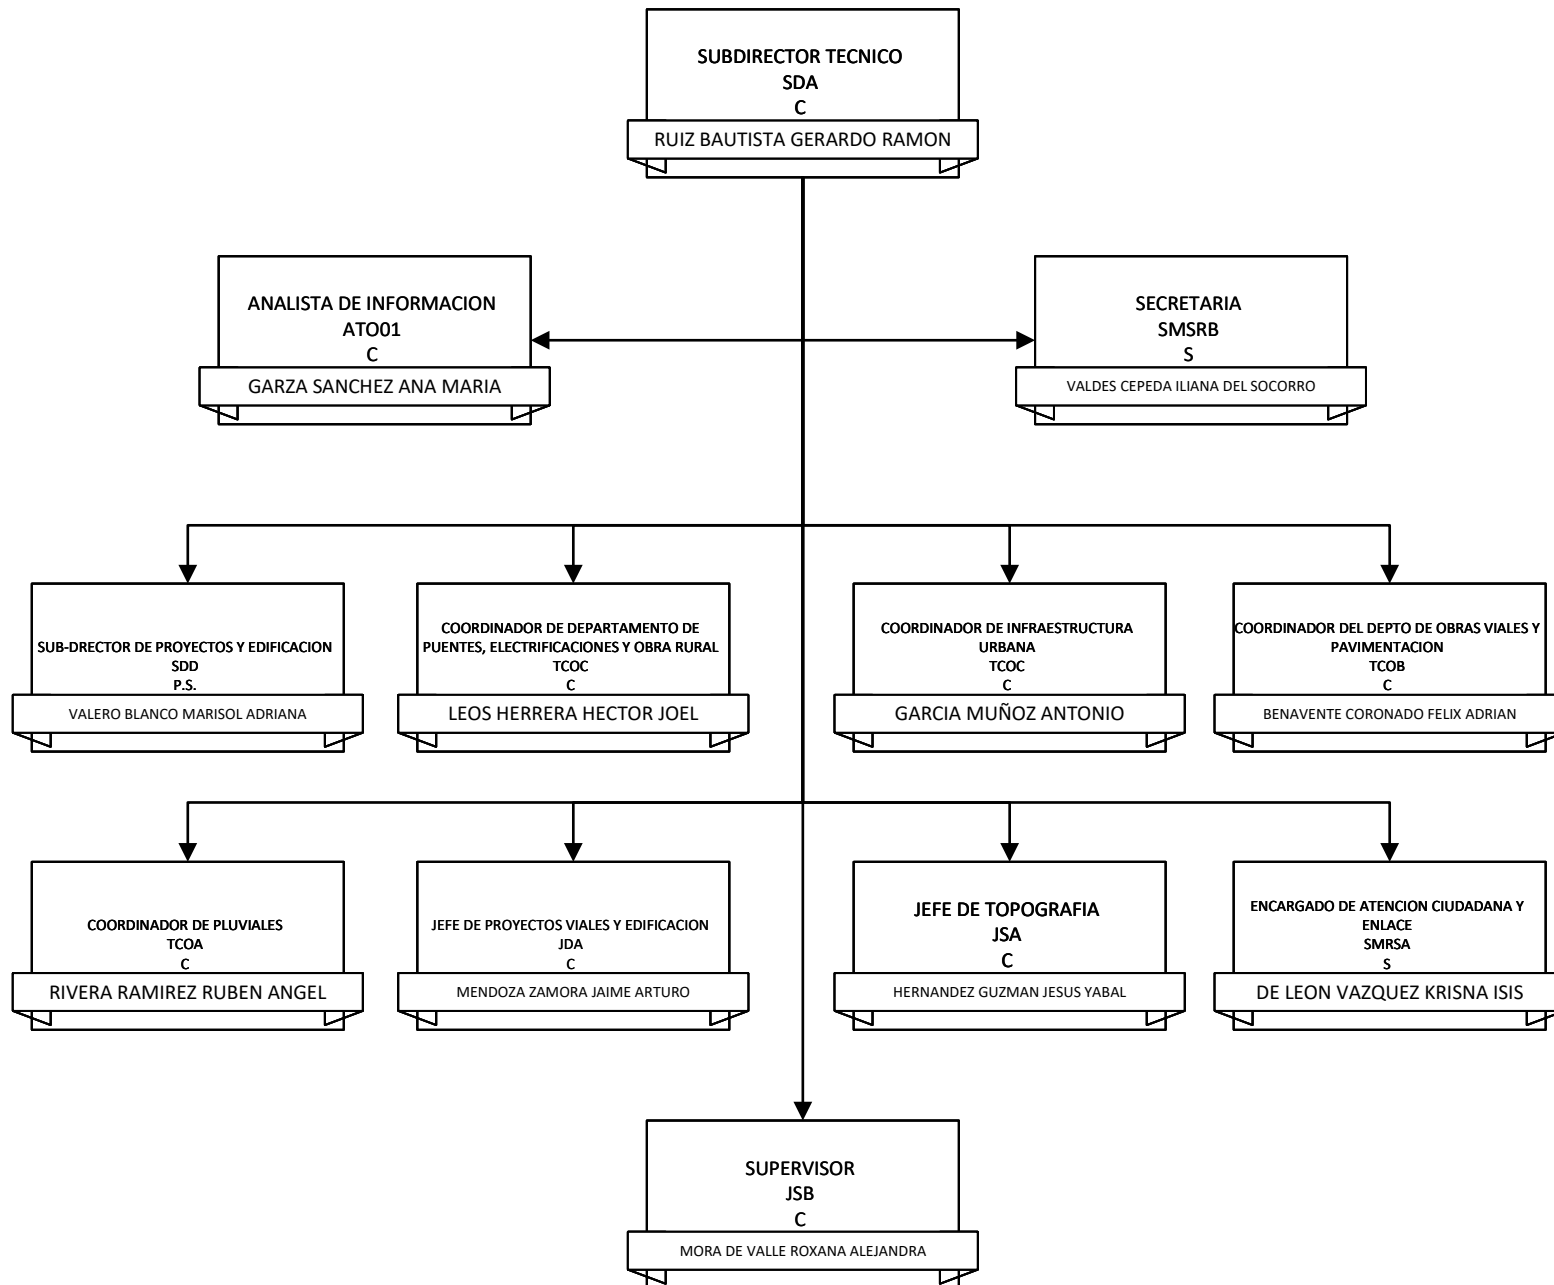 SUBDIRECTOR TECNICO
SDA
C
RUIZ BAUTISTA GERARDO RAMON
ANALISTA DE INFORMACION
ATO01
C
GARZA SANCHEZ ANA MARIA
SECRETARIA
SMSRB
S
VALDES CEPEDA ILIANA DEL SOCORRO
SUB-DRECTOR DE PROYECTOS Y EDIFICACION
SDD
P.S.
VALERO BLANCO MARISOL ADRIANA
COORDINADOR DE DEPARTAMENTO DE
PUENTES, ELECTRIFICACIONES Y OBRA RURAL
TCOC
C
LEOS HERRERA HECTOR JOEL
COORDINADOR DE INFRAESTRUCTURA
URBANA
TCOC
C
GARCIA MUÑOZ ANTONIO
COORDINADOR DEL DEPTO DE OBRAS VIALES Y
PAVIMENTACION
TCOB
C
BENAVENTE CORONADO FELIX ADRIAN
COORDINADOR DE PLUVIALES
TCOA
C
RIVERA RAMIREZ RUBEN ANGEL
JEFE DE PROYECTOS VIALES Y EDIFICACION
JDA
C
MENDOZA ZAMORA JAIME ARTURO
JEFE DE TOPOGRAFIA
JSA
C
HERNANDEZ GUZMAN JESUS YABAL
ENCARGADO DE ATENCION CIUDADANA Y
ENLACE
SMRSA
S
DE LEON VAZQUEZ KRISNA ISIS
SUPERVISOR
JSB
C
MORA DE VALLE ROXANA ALEJANDRA